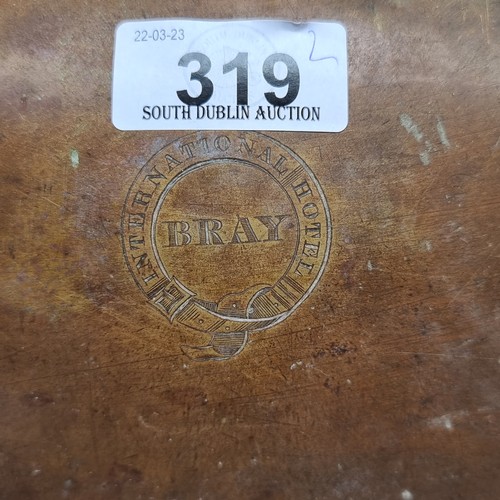 22-03-23
2
319
SOUTH DUBLIN AUCTION
INTERNATIONAL HOTEL
BRAY